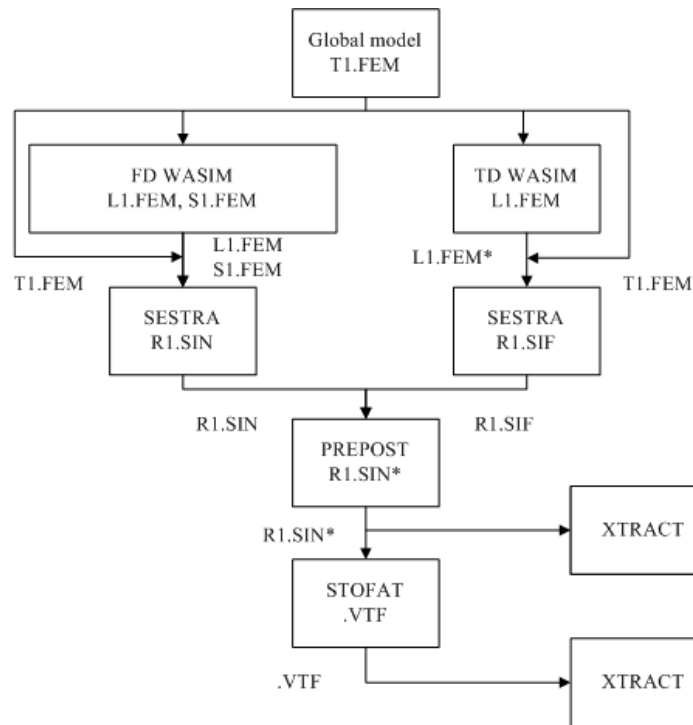 Global model
T1.FEM
FD WASIM
L1.FEM, S1.FEM
TD WASIM
L1.FEM
L1.FEM
S1.FEM
L1.FEM*
T1.FEM
T1.FEM
SESTRA
R1.SIN
SESTRA
R1.SIF
R1.SIN
R1.SIF
PREPOST
R1.SIN*
R1.SIN*
XTRACT
STOFAT
.VTF
.VTF
XTRACT